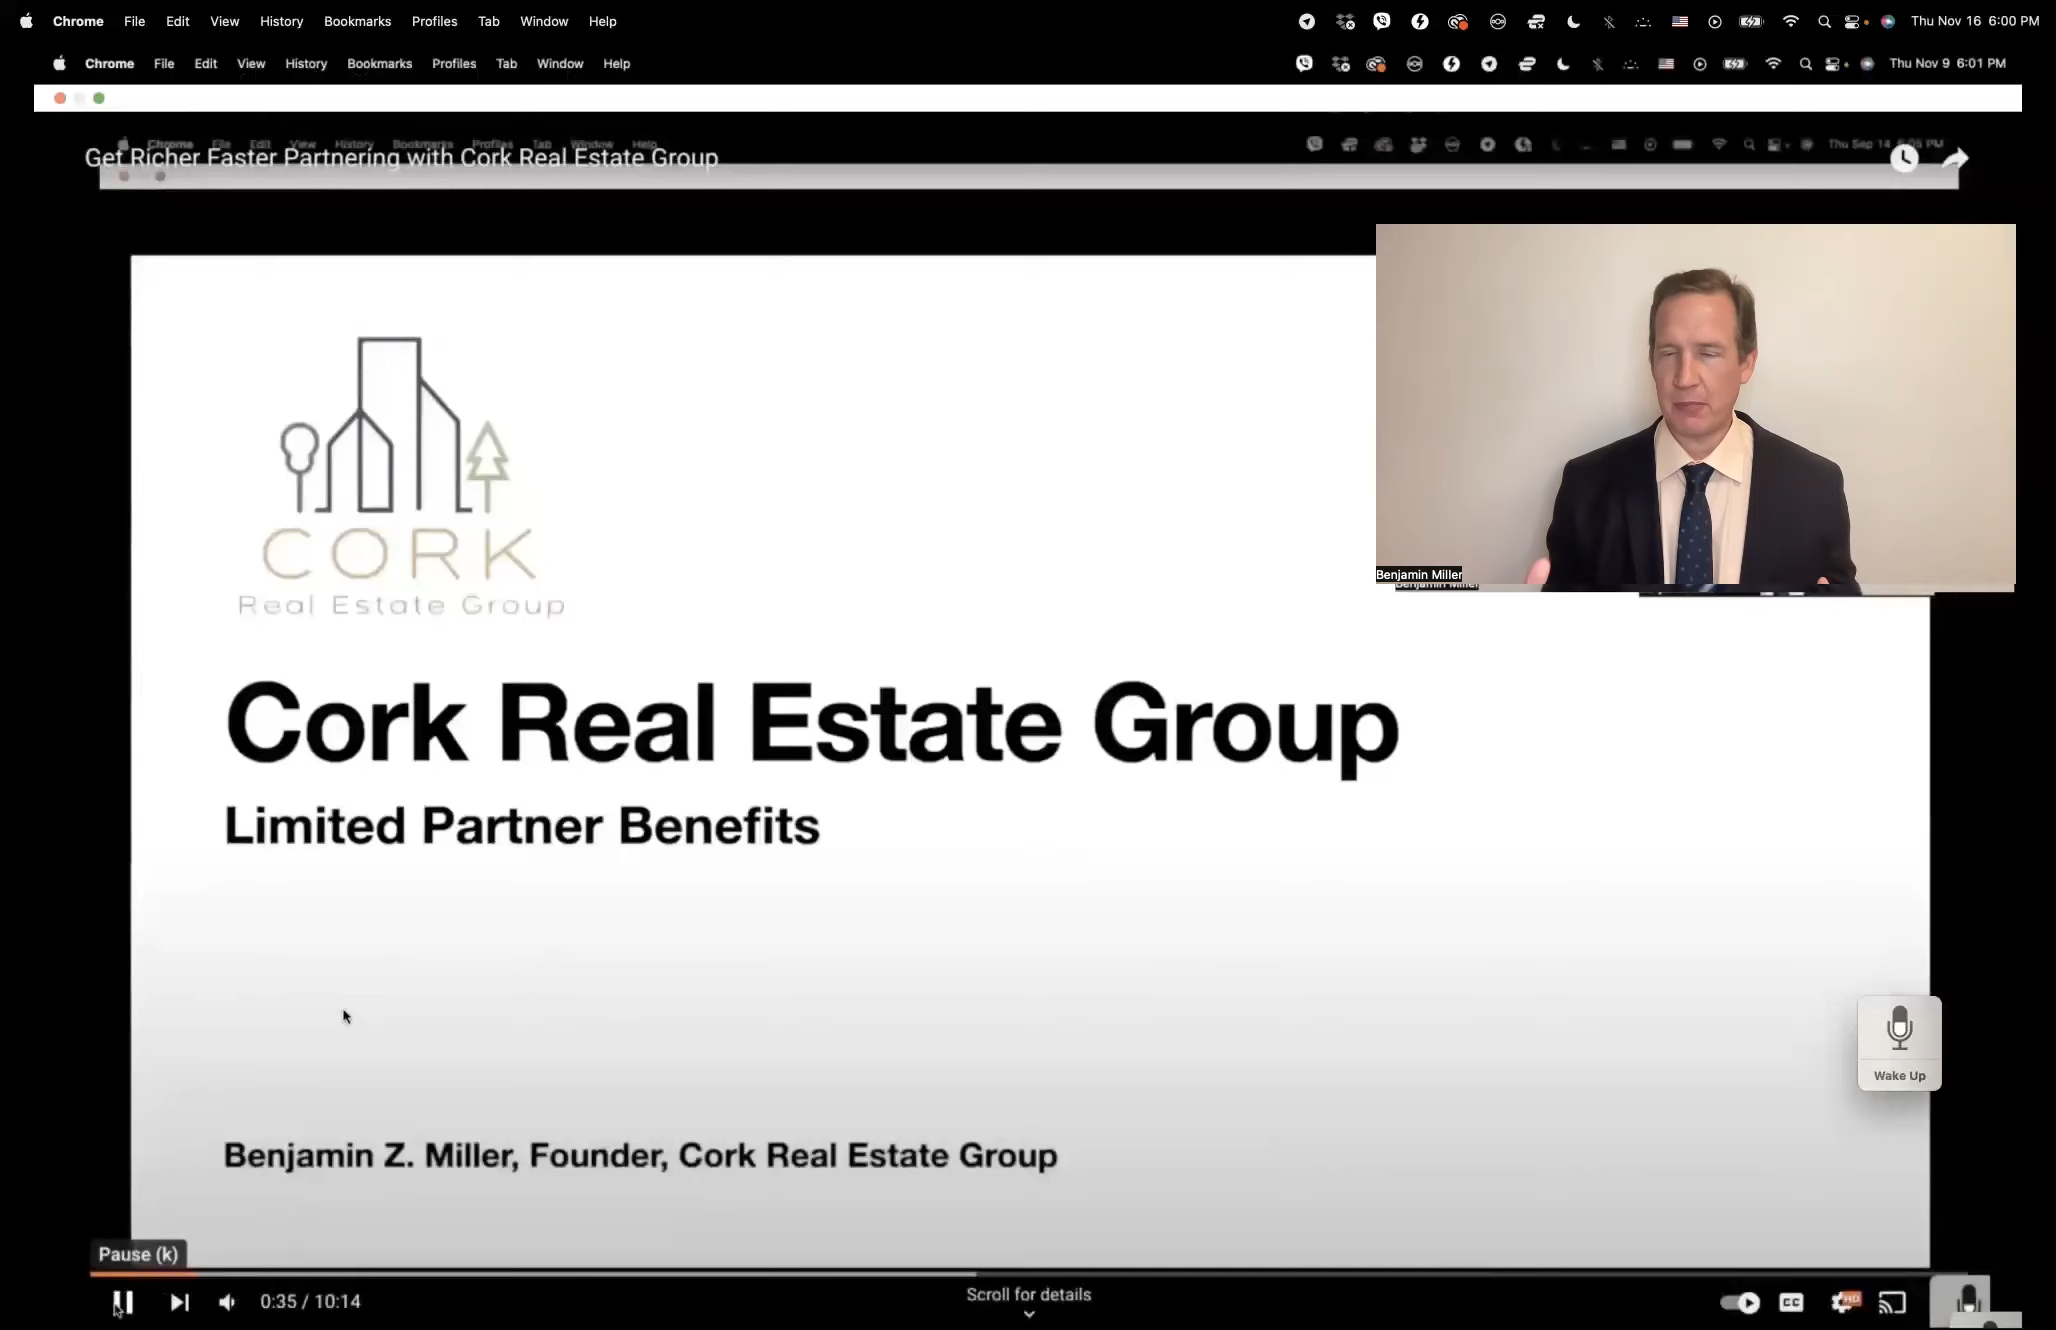 Chrome File Edit View History Bookmarks Profiles Tab Window Help Thu Nov 16 6:00 PM
Chrome File Edit View History Bookmarks Profiles Tab Window Help Thu Nov 9 6:01 PM
Chrome File Edit View History Bookmarks Profiles Tab Window Help Thu Sep 14
Get Richer Faster Partnering with Cork Real Estate Group
CORK
Real Estate Group
Benjamin Miller
Benjamin Miller
Cork Real Estate Group
Limited Partner Benefits
Wake Up
Benjamin Z. Miller, Founder, Cork Real Estate Group
Pause (k)
0:35 / 10:14
Scroll for details
CC
HD